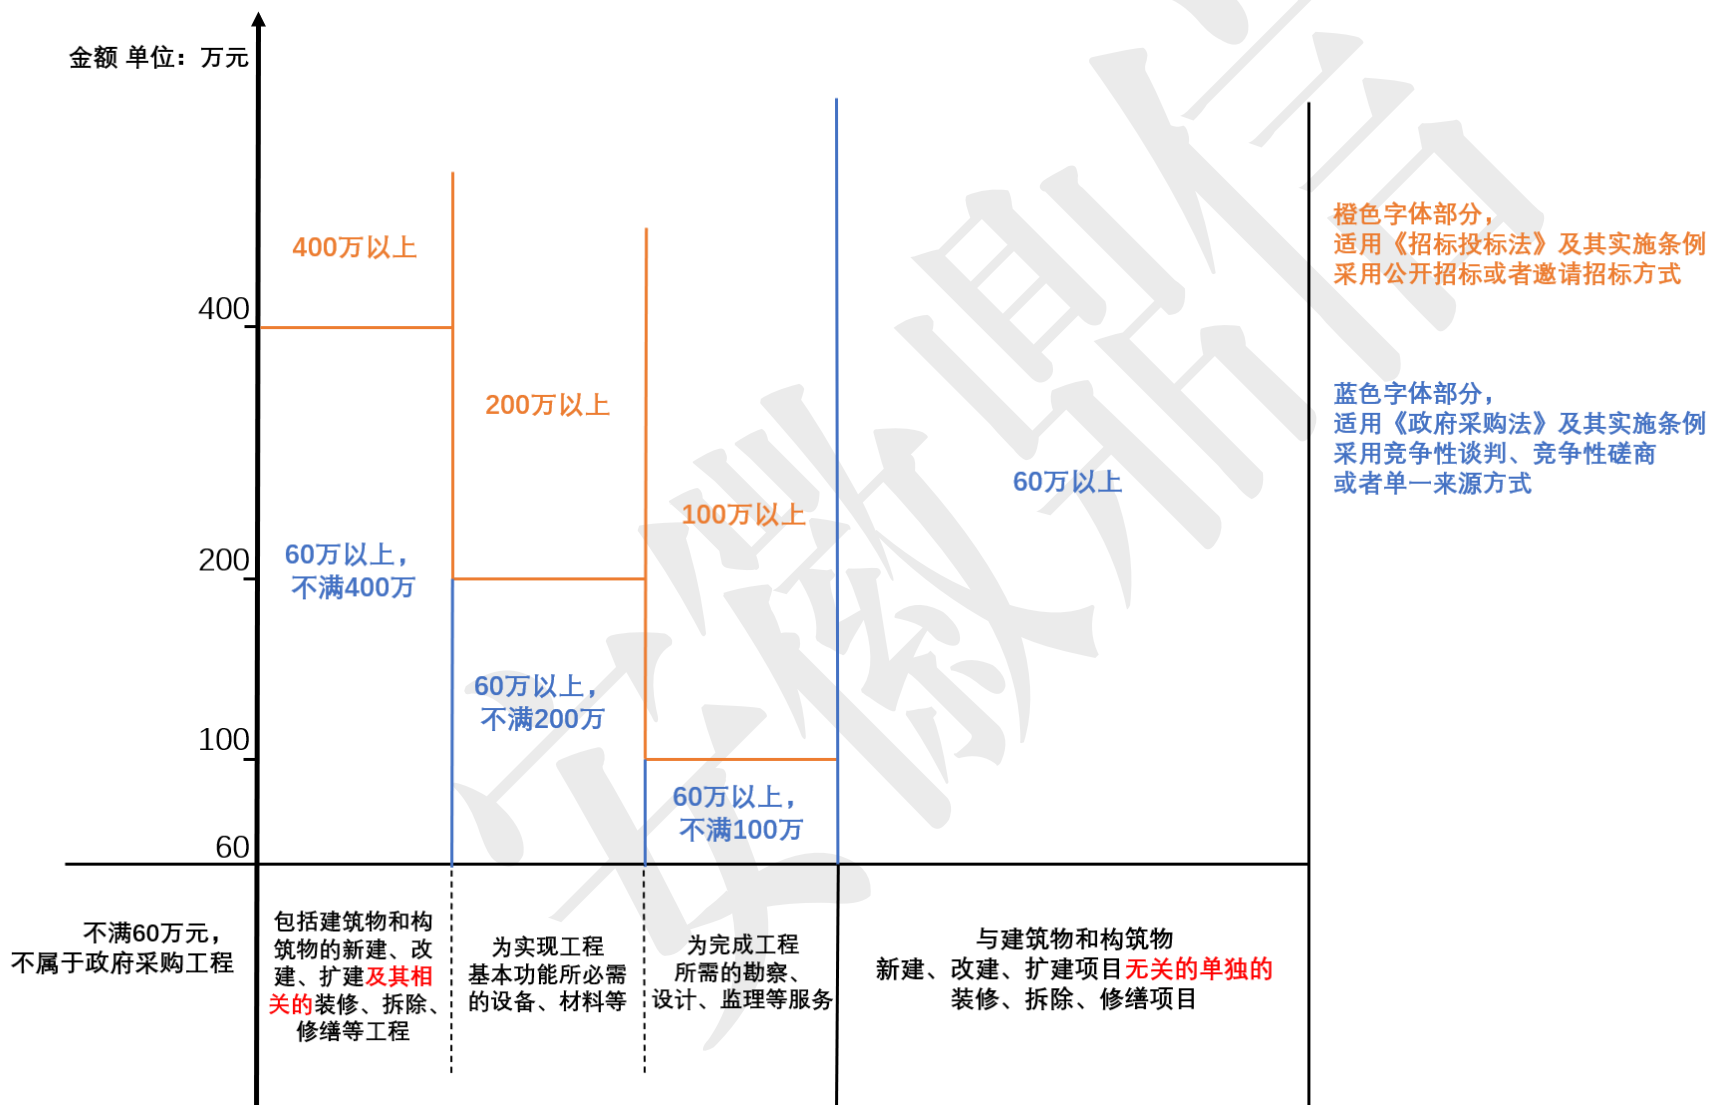 金额 单位：万元
400万以上
400
200万以上
100万以上
60万以上
200
60万以上，
不满400万
60万以上，
不满200万
100
60万以上，
不满100万
60
橙色字体部分，
适用《招标投标法》及其实施条例
采用公开招标或者邀请招标方式
蓝色字体部分，
适用《政府采购法》及其实施条例
采用竞争性谈判、竞争性磋商
或者单一来源方式
不满60万元，
不属于政府采购工程
包括建筑物和构
筑物的新建、改
建、扩建及其相
关的装修、拆除、
修缮等工程
为实现工程
基本功能所必需
的设备、材料等
为完成工程
所需的勘察、
设计、监理等服务
与建筑物和构筑物
新建、改建、扩建项目无关的单独的
装修、拆除、修缮项目
安徽鼎信